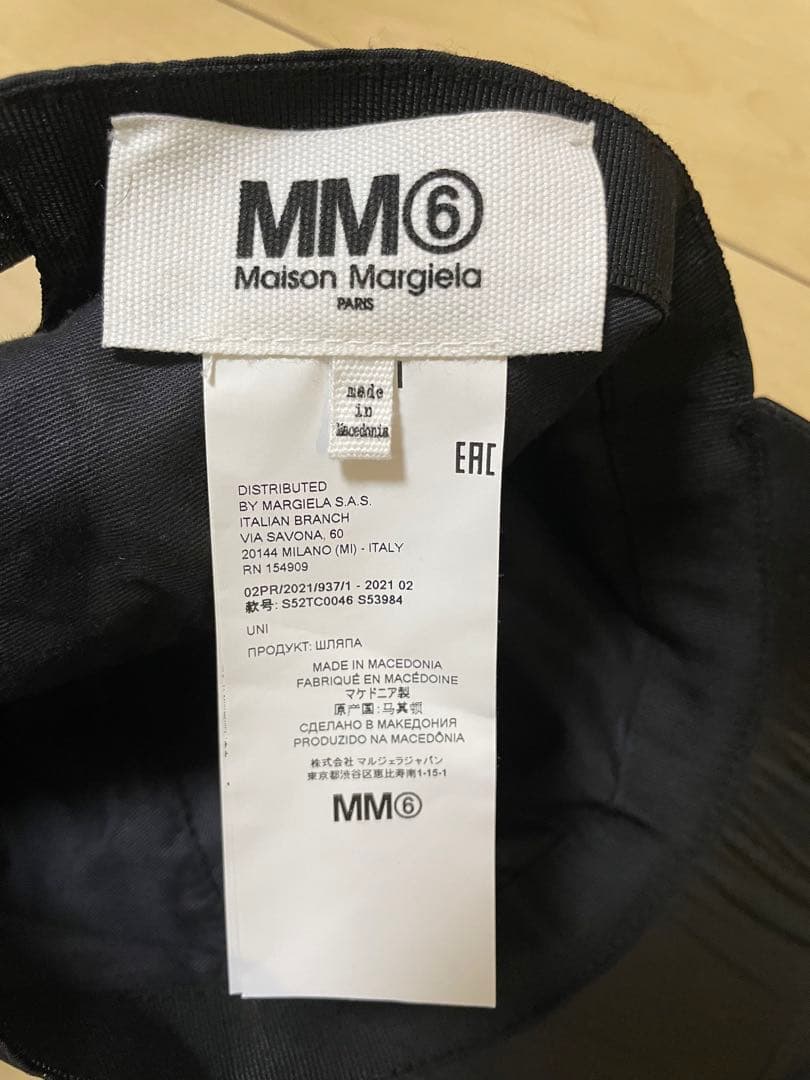 MM⑥
Maison Margiela
PARIS
made
in
Macedonia
EAC
DISTRIBUTED
BY MARGIELA S.A.S.
ITALIAN BRANCH
VIA SAVONA, 60
20144 MILANO (MI) - ITALY
RN 154909
02PR/2021/937/1 - 2021 02
款号: S52TC0046 S53984
UNI
ПРОДУКТ: ШЛЯПА
MADE IN MACEDONIA
FABRIQUÉ EN MACÉDOINE
マケドニア製
原产国: 马其顿
СДЕЛАНО В МАКЕДОНИЯ
PRODUZIDO NA MACEDÔNIA
株式会社 マルジェラジャパン
東京都渋谷区恵比寿南1-15-1
MM⑥